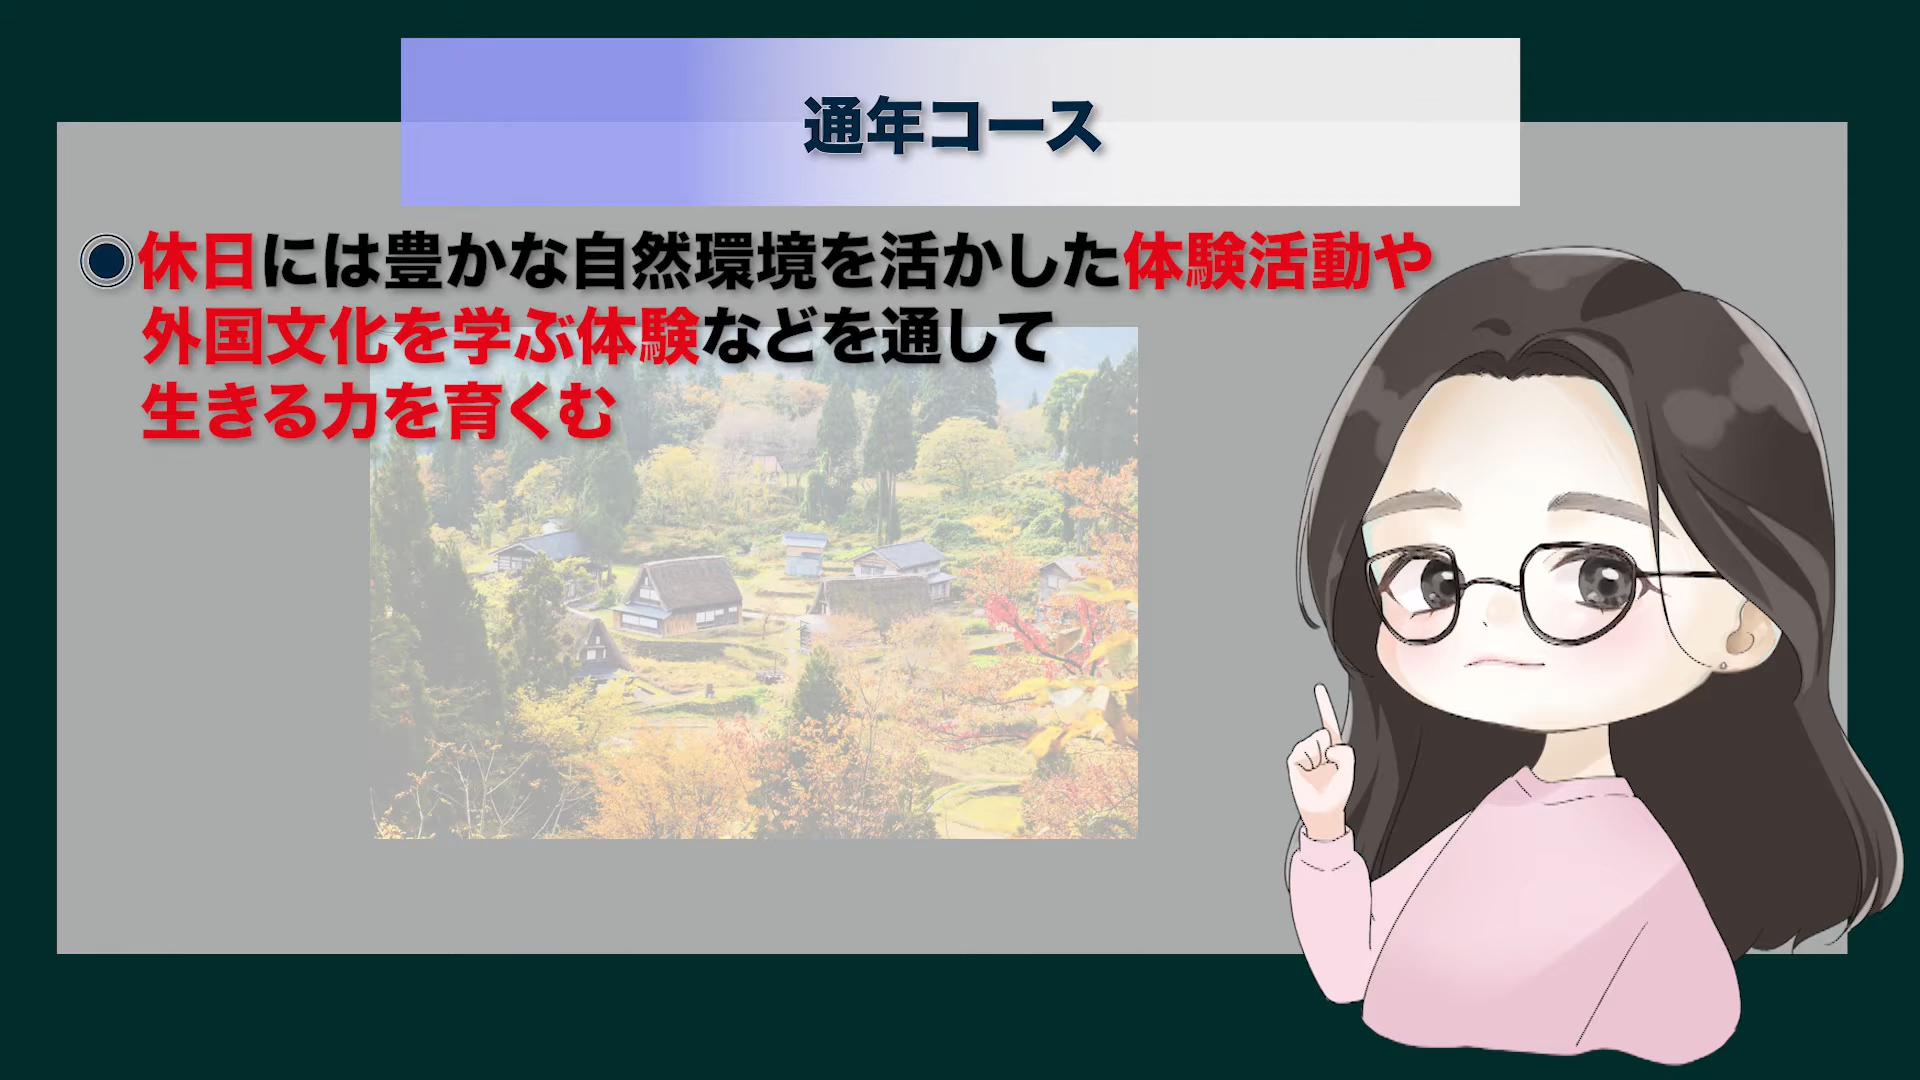 通年コース
◉休日には豊かな自然環境を活かした体験活動や
外国文化を学ぶ体験などを通して
生きる力を育くむ